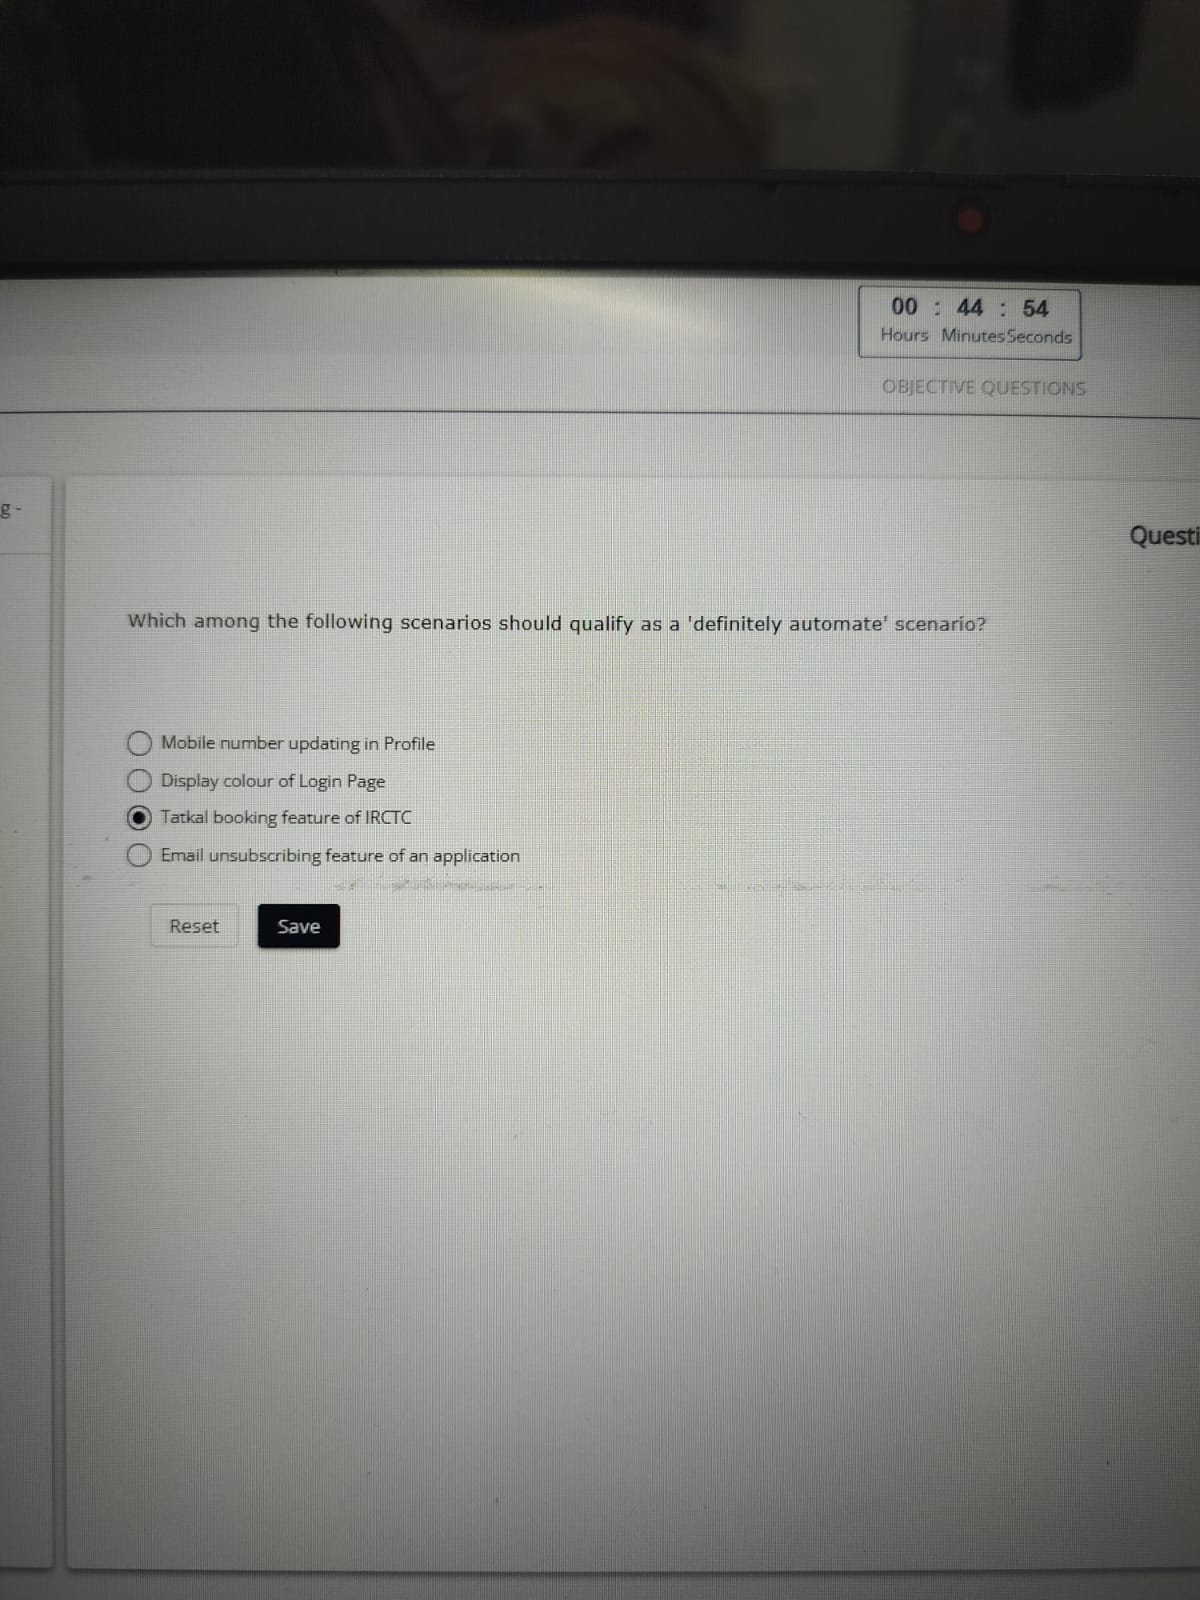 00 : 44 : 54
Hours Minutes Seconds
OBJECTIVE QUESTIONS
g -
Questi
Which among the following scenarios should qualify as a 'definitely automate' scenario?
Mobile number updating in Profile
Display colour of Login Page
Tatkal booking feature of IRCTC
Email unsubscribing feature of an application
Reset Save